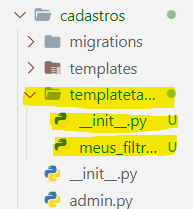 cadastros
migrations
templates
templateta...
__init__.py U
meus_filtr... U
__init__.py
admin.py